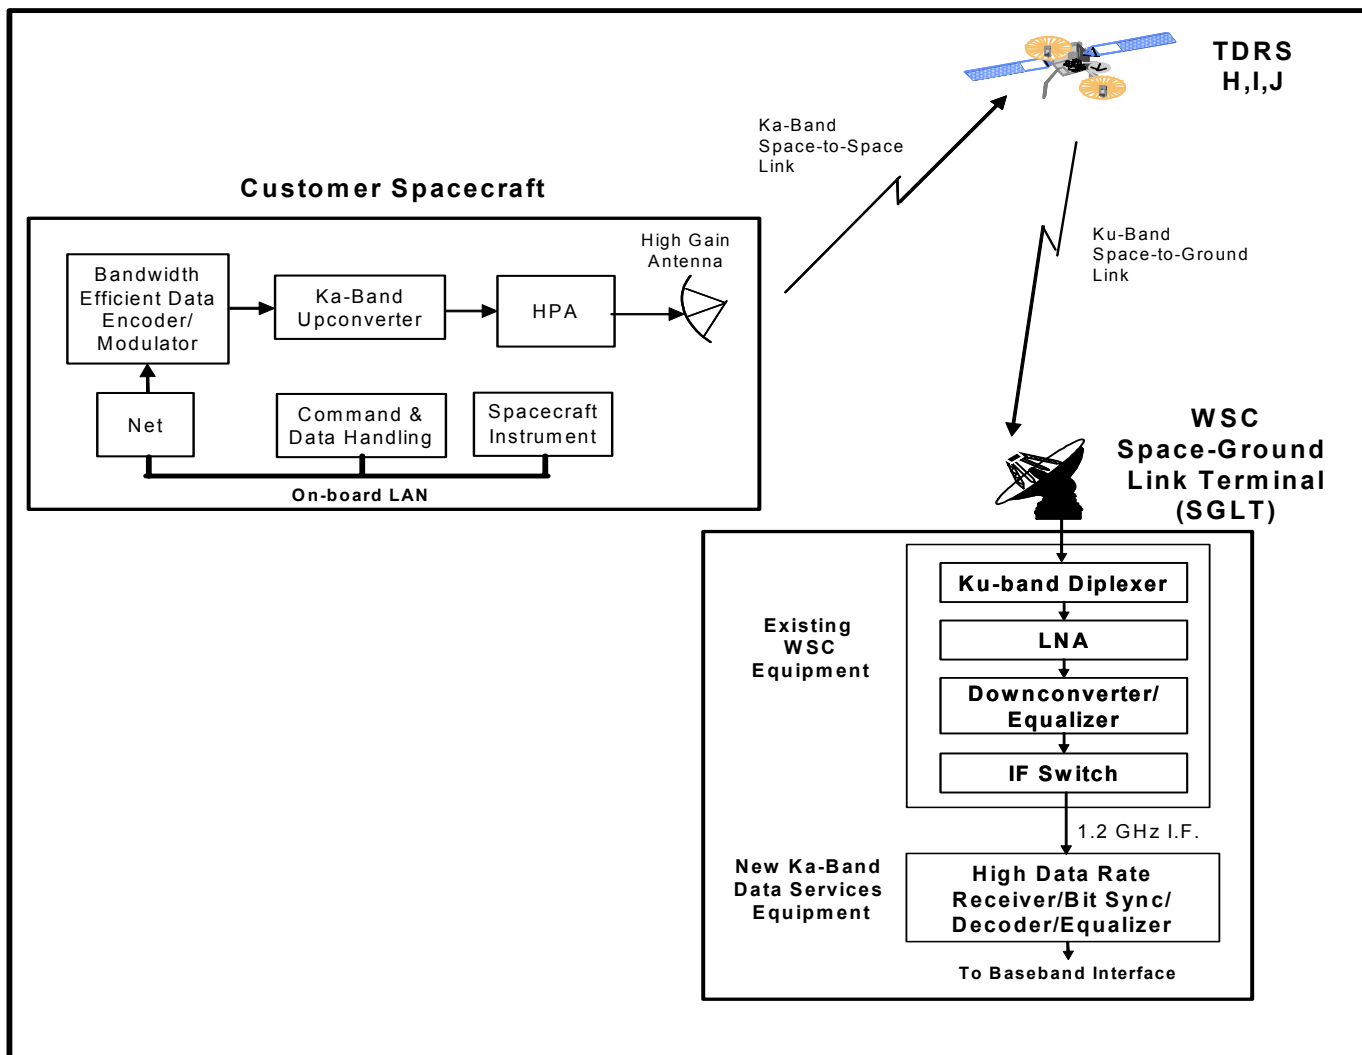 TDRS
H,I,J
Ka-Band
Space-to-Space
Link
Customer Spacecraft
High Gain
Antenna
Bandwidth
Efficient Data
Encoder/
Modulator
Ka-Band
Upconverter
HPA
Ku-Band
Space-to-Ground
Link
Net
Command &
Data Handling
Spacecraft
Instrument
On-board LAN
WSC
Space-Ground
Link Terminal
(SGLT)
Existing
WSC
Equipment
Ku-band Diplexer
LNA
Downconverter/
Equalizer
IF Switch
1.2 GHz I.F.
New Ka-Band
Data Services
Equipment
High Data Rate
Receiver/Bit Sync/
Decoder/Equalizer
To Baseband Interface